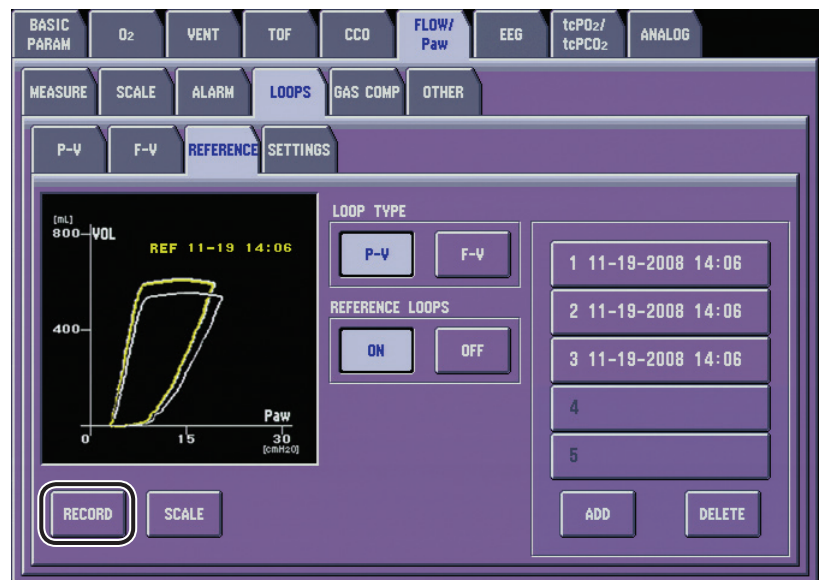 BASIC PARAM
O2
VENT
TOF
CCO
FLOW/ Paw
EEG
tcPO2/ tcPCO2
ANALOG
MEASURE
SCALE
ALARM
LOOPS
GAS COMP
OTHER
P-V
F-V
REFERENCE
SETTINGS
[mL]
800
VOL
REF 11-19 14:06
400
Paw
0
15
30
[cmH2O]
RECORD
SCALE
LOOP TYPE
P-V
F-V
REFERENCE LOOPS
ON
OFF
1 11-19-2008 14:06
2 11-19-2008 14:06
3 11-19-2008 14:06
4
5
ADD
DELETE